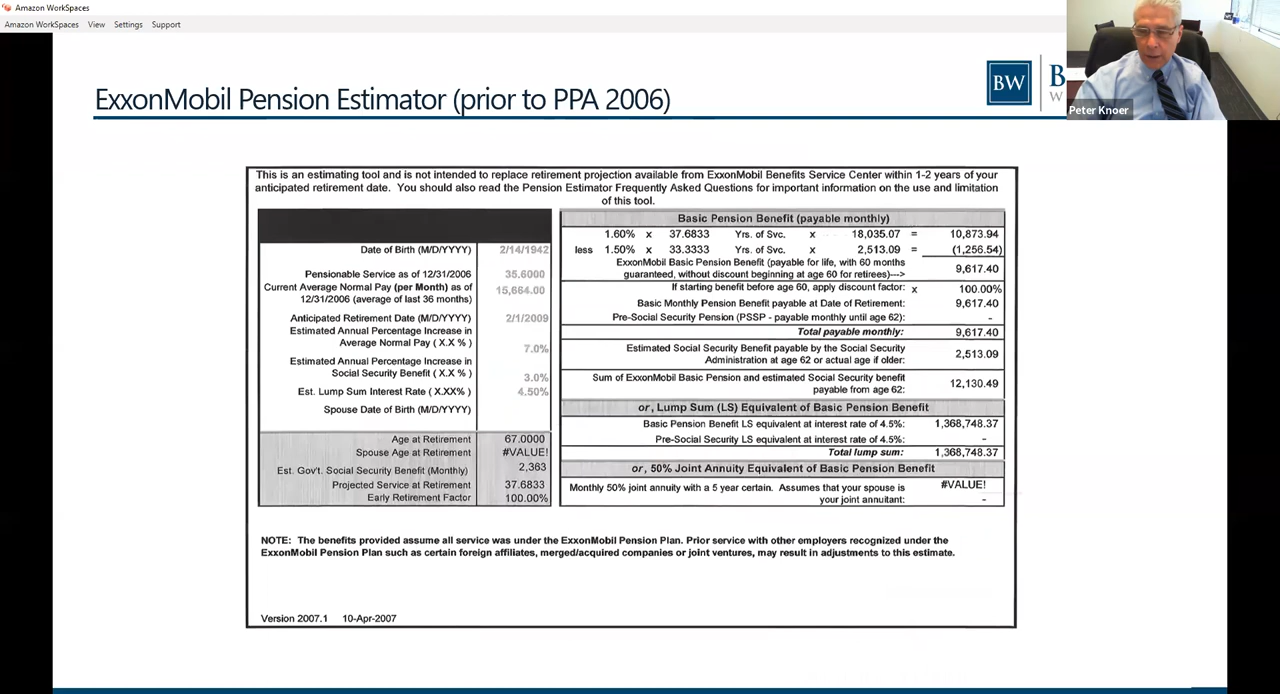 Amazon WorkSpaces
Amazon WorkSpaces View Settings Support
ExxonMobil Pension Estimator (prior to PPA 2006)
BW
B
W
Peter Knoer
This is an estimating tool and is not intended to replace retirement projection available from ExxonMobil Benefits Service Center within 1-2 years of your
anticipated retirement date. You should also read the Pension Estimator Frequently Asked Questions for important information on the use and limitation
of this tool.
Date of Birth (M/D/YYYY) 2/14/1942
Pensionable Service as of 12/31/2006 35.6000
Current Average Normal Pay (per Month) as of
12/31/2006 (average of last 36 months) 15,664.00
Anticipated Retirement Date (M/D/YYYY) 2/1/2009
Estimated Annual Percentage Increase in
Average Normal Pay ( X.X % ) 7.0%
Estimated Annual Percentage Increase in
Social Security Benefit ( X.X % ) 3.0%
Est. Lump Sum Interest Rate ( X.XX% ) 4.50%
Spouse Date of Birth (M/D/YYYY)
Age at Retirement 67.0000
Spouse Age at Retirement #VALUE!
Est. Gov't. Social Security Benefit (Monthly) 2,363
Projected Service at Retirement 37.6833
Early Retirement Factor 100.00%
Basic Pension Benefit (payable monthly)
1.60% x 37.6833 Yrs. of Svc. x 18,035.07 = 10,873.94
less 1.50% x 33.3333 Yrs. of Svc. x 2,513.09 = (1,256.54)
ExxonMobil Basic Pension Benefit (payable for life, with 60 months
guaranteed, without discount beginning at age 60 for retirees)---> 9,617.40
If starting benefit before age 60, apply discount factor: x 100.00%
Basic Monthly Pension Benefit payable at Date of Retirement: 9,617.40
Pre-Social Security Pension (PSSP - payable monthly until age 62): -
Total payable monthly: 9,617.40
Estimated Social Security Benefit payable by the Social Security
Administration at age 62 or actual age if older: 2,513.09
Sum of ExxonMobil Basic Pension and estimated Social Security benefit
payable from age 62: 12,130.49
or, Lump Sum (LS) Equivalent of Basic Pension Benefit
Basic Pension Benefit LS equivalent at interest rate of 4.5%: 1,368,748.37
Pre-Social Security LS equivalent at interest rate of 4.5%: -
Total lump sum: 1,368,748.37
or, 50% Joint Annuity Equivalent of Basic Pension Benefit
Monthly 50% joint annuity with a 5 year certain. Assumes that your spouse is #VALUE!
your joint annuitant: -
NOTE: The benefits provided assume all service was under the ExxonMobil Pension Plan. Prior service with other employers recognized under the
ExxonMobil Pension Plan such as certain foreign affiliates, merged/acquired companies or joint ventures, may result in adjustments to this estimate.
Version 2007.1 10-Apr-2007